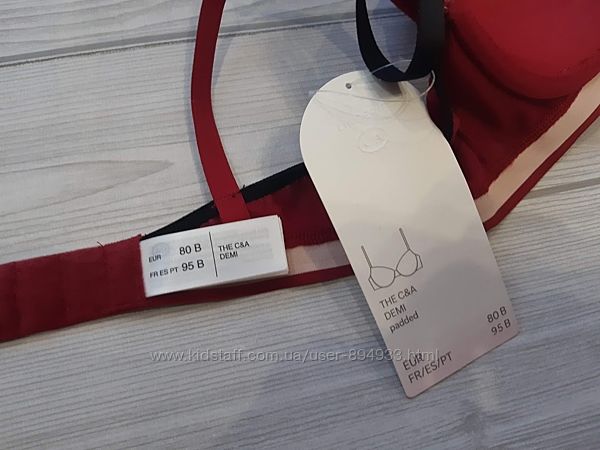 EUR 80 B
FR ES PT 95 B
THE C&A
DEMI
THE C&A
DEMI
padded
EUR 80 B
FR/ES/PT 95 B
www.kidstaff.com.ua/user-894933.html